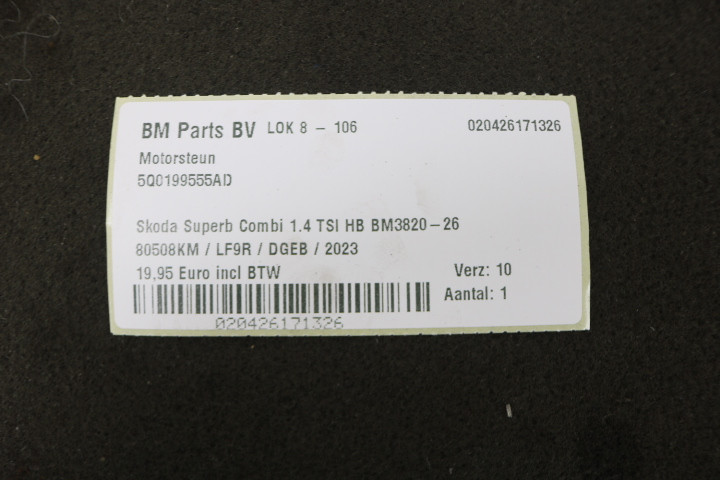 BM Parts BV LOK 8 - 106 020426171326
Motorsteun
5Q0199555AD
Skoda Superb Combi 1.4 TSI HB BM3820-26
80508KM / LF9R / DGEB / 2023
19,95 Euro incl BTW Verz: 10
Aantal: 1
020426171326